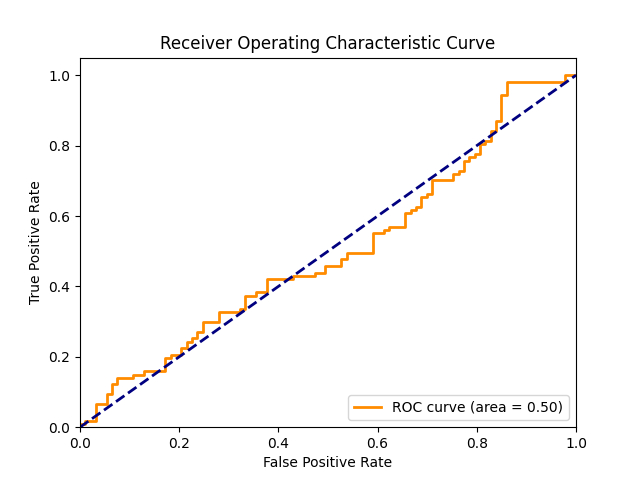 Receiver Operating Characteristic Curve
1.0
0.8
0.6
0.4
0.2
0.0
True Positive Rate
ROC curve (area = 0.50)
0.0 0.2 0.4 0.6 0.8 1.0
False Positive Rate